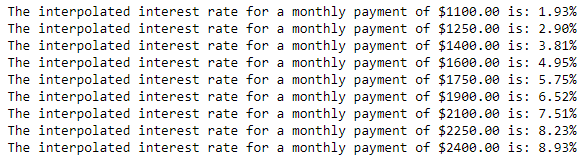 The interpolated interest rate for a monthly payment of $1100.00 is: 1.93%
The interpolated interest rate for a monthly payment of $1250.00 is: 2.90%
The interpolated interest rate for a monthly payment of $1400.00 is: 3.81%
The interpolated interest rate for a monthly payment of $1600.00 is: 4.95%
The interpolated interest rate for a monthly payment of $1750.00 is: 5.75%
The interpolated interest rate for a monthly payment of $1900.00 is: 6.52%
The interpolated interest rate for a monthly payment of $2100.00 is: 7.51%
The interpolated interest rate for a monthly payment of $2250.00 is: 8.23%
The interpolated interest rate for a monthly payment of $2400.00 is: 8.93%